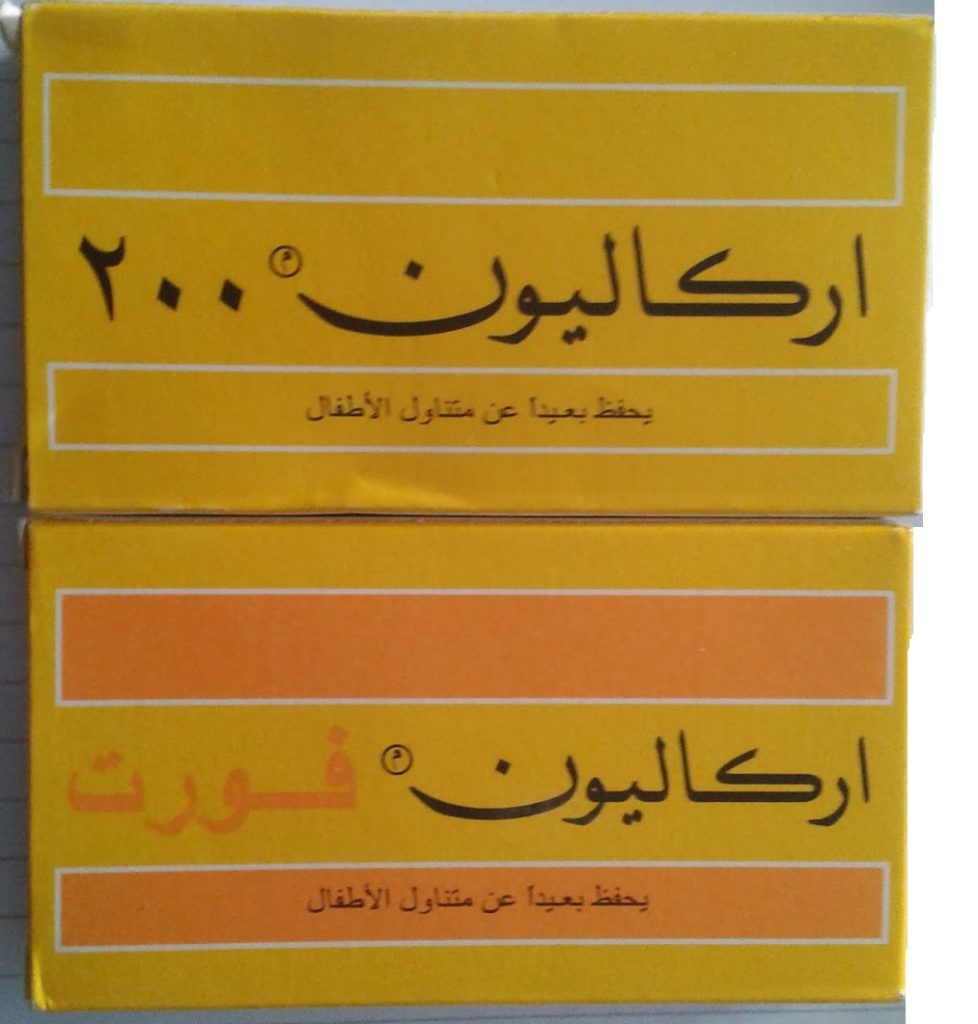 اركاليون م ٢٠٠
يحفظ بعيداً عن متناول الأطفال
اركاليون م فورت
يحفظ بعيداً عن متناول الأطفال